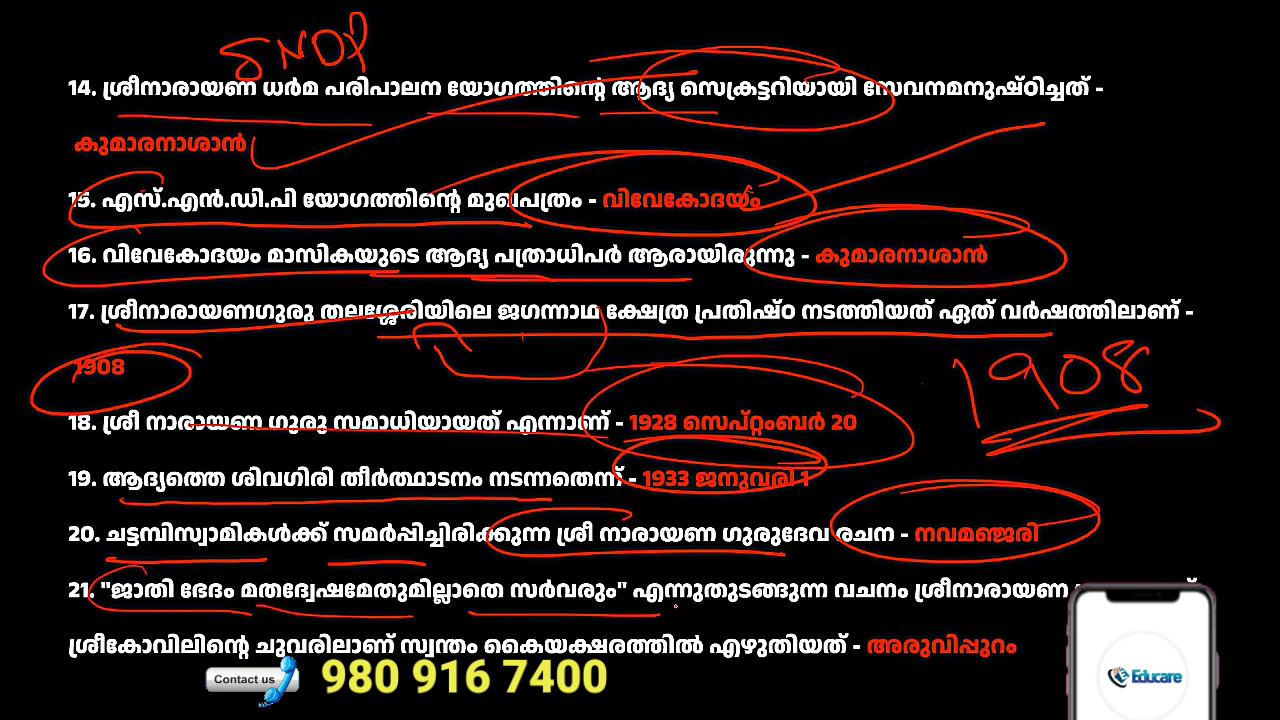 SNDP
14. ശ്രീനാരായണ ധർമ പരിപാലന യോഗത്തിന്റെ ആദ്യ സെക്രട്ടറിയായി സേവനമനുഷ്ഠിച്ചത് -
കുമാരനാശാൻ
15. എസ്.എൻ.ഡി.പി യോഗത്തിന്റെ മുഖപത്രം - വിവേകോദയം
16. വിവേകോദയം മാസികയുടെ ആദ്യ പത്രാധിപർ ആരായിരുന്നു - കുമാരനാശാൻ
17. ശ്രീനാരായണഗുരു തലശ്ശേരിയിലെ ജഗന്നാഥ ക്ഷേത്ര പ്രതിഷ്ഠ നടത്തിയത് ഏത് വർഷത്തിലാണ് -
1908
1908
18. ശ്രീ നാരായണ ഗുരു സമാധിയായത് എന്നാണ് - 1928 സെപ്റ്റംബർ 20
19. ആദ്യത്തെ ശിവഗിരി തീർത്ഥാടനം നടന്നതെന്ന് - 1933 ജനുവരി 1
20. ചട്ടമ്പിസ്വാമികൾക്ക് സമർപ്പിച്ചിരിക്കുന്ന ശ്രീ നാരായണ ഗുരുദേവ രചന - നവമഞ്ജരി
21. "ജാതി ഭേദം മതദ്വേഷമേതുമില്ലാതെ സർവരും" എന്നുതുടങ്ങുന്ന വചനം ശ്രീനാരായണ
ശ്രീകോവിലിന്റെ ചുവരിലാണ് സ്വന്തം കൈയക്ഷരത്തിൽ എഴുതിയത് - അരുവിപ്പുറം
Contact us 980 916 7400
Educare